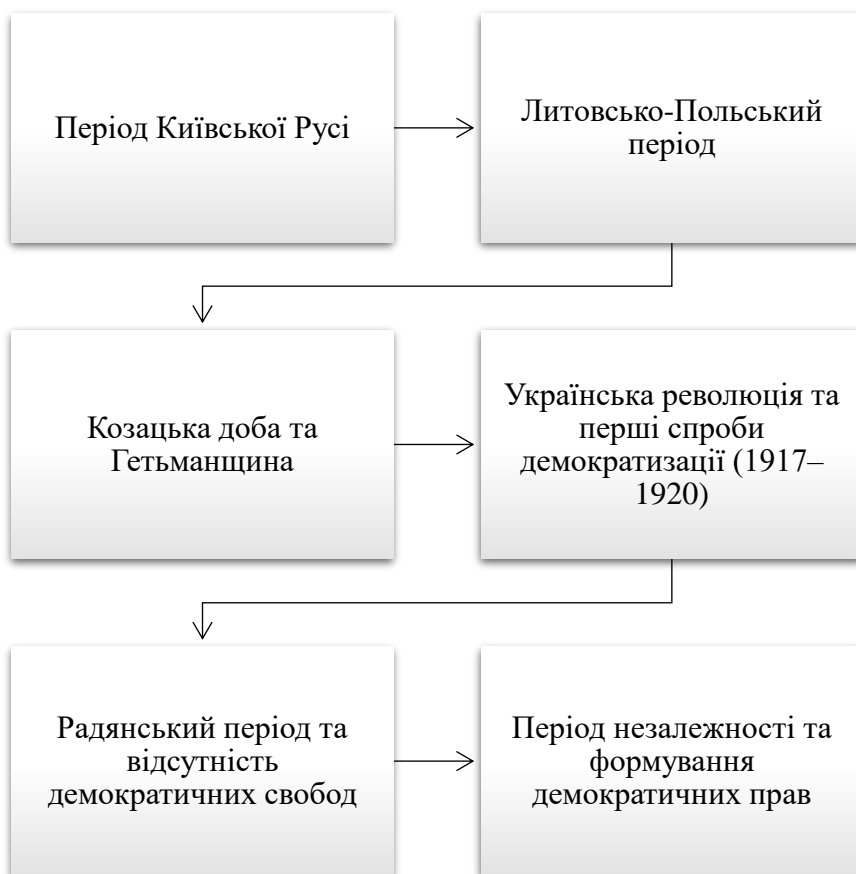 Період Київської Русі
Литовсько-Польський
період
Козацька доба та
Гетьманщина
Українська революція та
перші спроби
демократизації (1917–
1920)
Радянський період та
відсутність
демократичних свобод
Період незалежності та
формування
демократичних прав